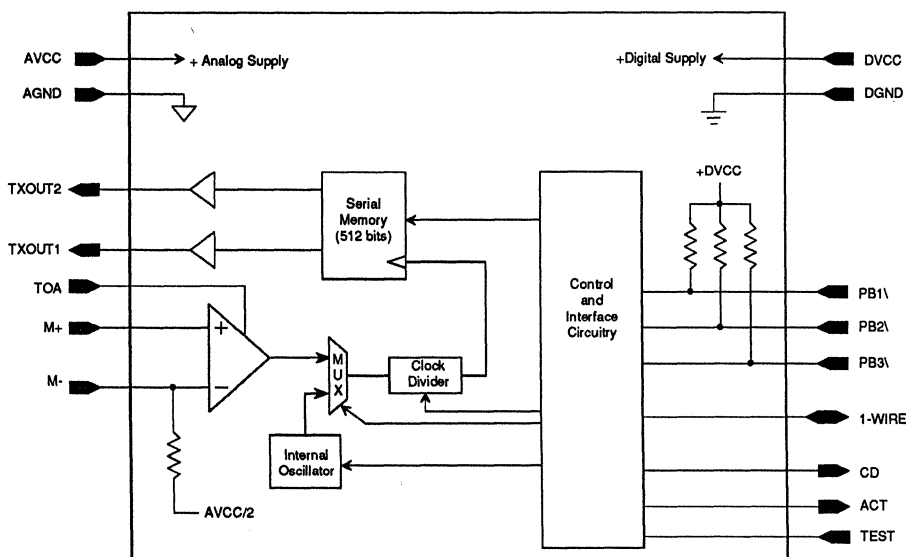 AVCC
+ Analog Supply
+Digital Supply
DVCC
AGND
DGND
+DVCC
TXOUT2
Serial
Memory
(512 bits)
TXOUT1
TOA
Control
and
Interface
Circuitry
PB1\
M+
+
PB2\
M-
−
MUX
Clock
Divider
PB3\
1-WIRE
Internal
Oscillator
CD
AVCC/2
ACT
TEST